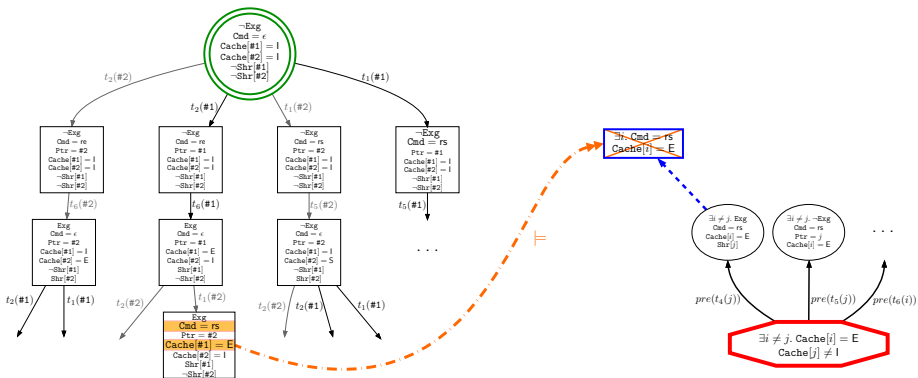 ¬Exg
Cmd = ϵ
Cache[#1] = I
Cache[#2] = I
¬Shr[#1]
¬Shr[#2]
t₂(#2)
t₂(#1)
t₁(#2)
t₁(#1)
¬Exg
Cmd = re
Ptr = #2
Cache[#1] = I
Cache[#2] = I
¬Shr[#1]
¬Shr[#2]
¬Exg
Cmd = re
Ptr = #1
Cache[#1] = I
Cache[#2] = I
¬Shr[#1]
¬Shr[#2]
¬Exg
Cmd = rs
Ptr = #2
Cache[#1] = I
Cache[#2] = I
¬Shr[#1]
¬Shr[#2]
¬Exg
Cmd = rs
Ptr = #1
Cache[#1] = I
Cache[#2] = I
¬Shr[#1]
¬Shr[#2]
t₆(#2)
t₆(#1)
t₅(#2)
t₅(#1)
Exg
Cmd = ϵ
Ptr = #2
Cache[#1] = I
Cache[#2] = E
¬Shr[#1]
Shr[#2]
Exg
Cmd = ϵ
Ptr = #1
Cache[#1] = E
Cache[#2] = I
Shr[#1]
¬Shr[#2]
¬Exg
Cmd = ϵ
Ptr = #2
Cache[#1] = I
Cache[#2] = S
¬Shr[#1]
Shr[#2]
. . .
t₂(#1)
t₁(#1)
t₂(#2)
t₁(#2)
t₂(#2)
t₂(#1)
t₁(#1)
Exg
Cmd = rs
Ptr = #2
Cache[#1] = E
Cache[#2] = I
Shr[#1]
¬Shr[#2]
⊨
∃i. Cmd = rs
Cache[i] = E
∃i ≠ j. Exg
Cmd = rs
Cache[i] = E
Shr[j]
∃i ≠ j. ¬Exg
Cmd = rs
Ptr = j
Cache[i] = E
. . .
pre(t₄(j))
pre(t₅(j))
pre(t₆(i))
∃i ≠ j. Cache[i] = E
Cache[j] ≠ I